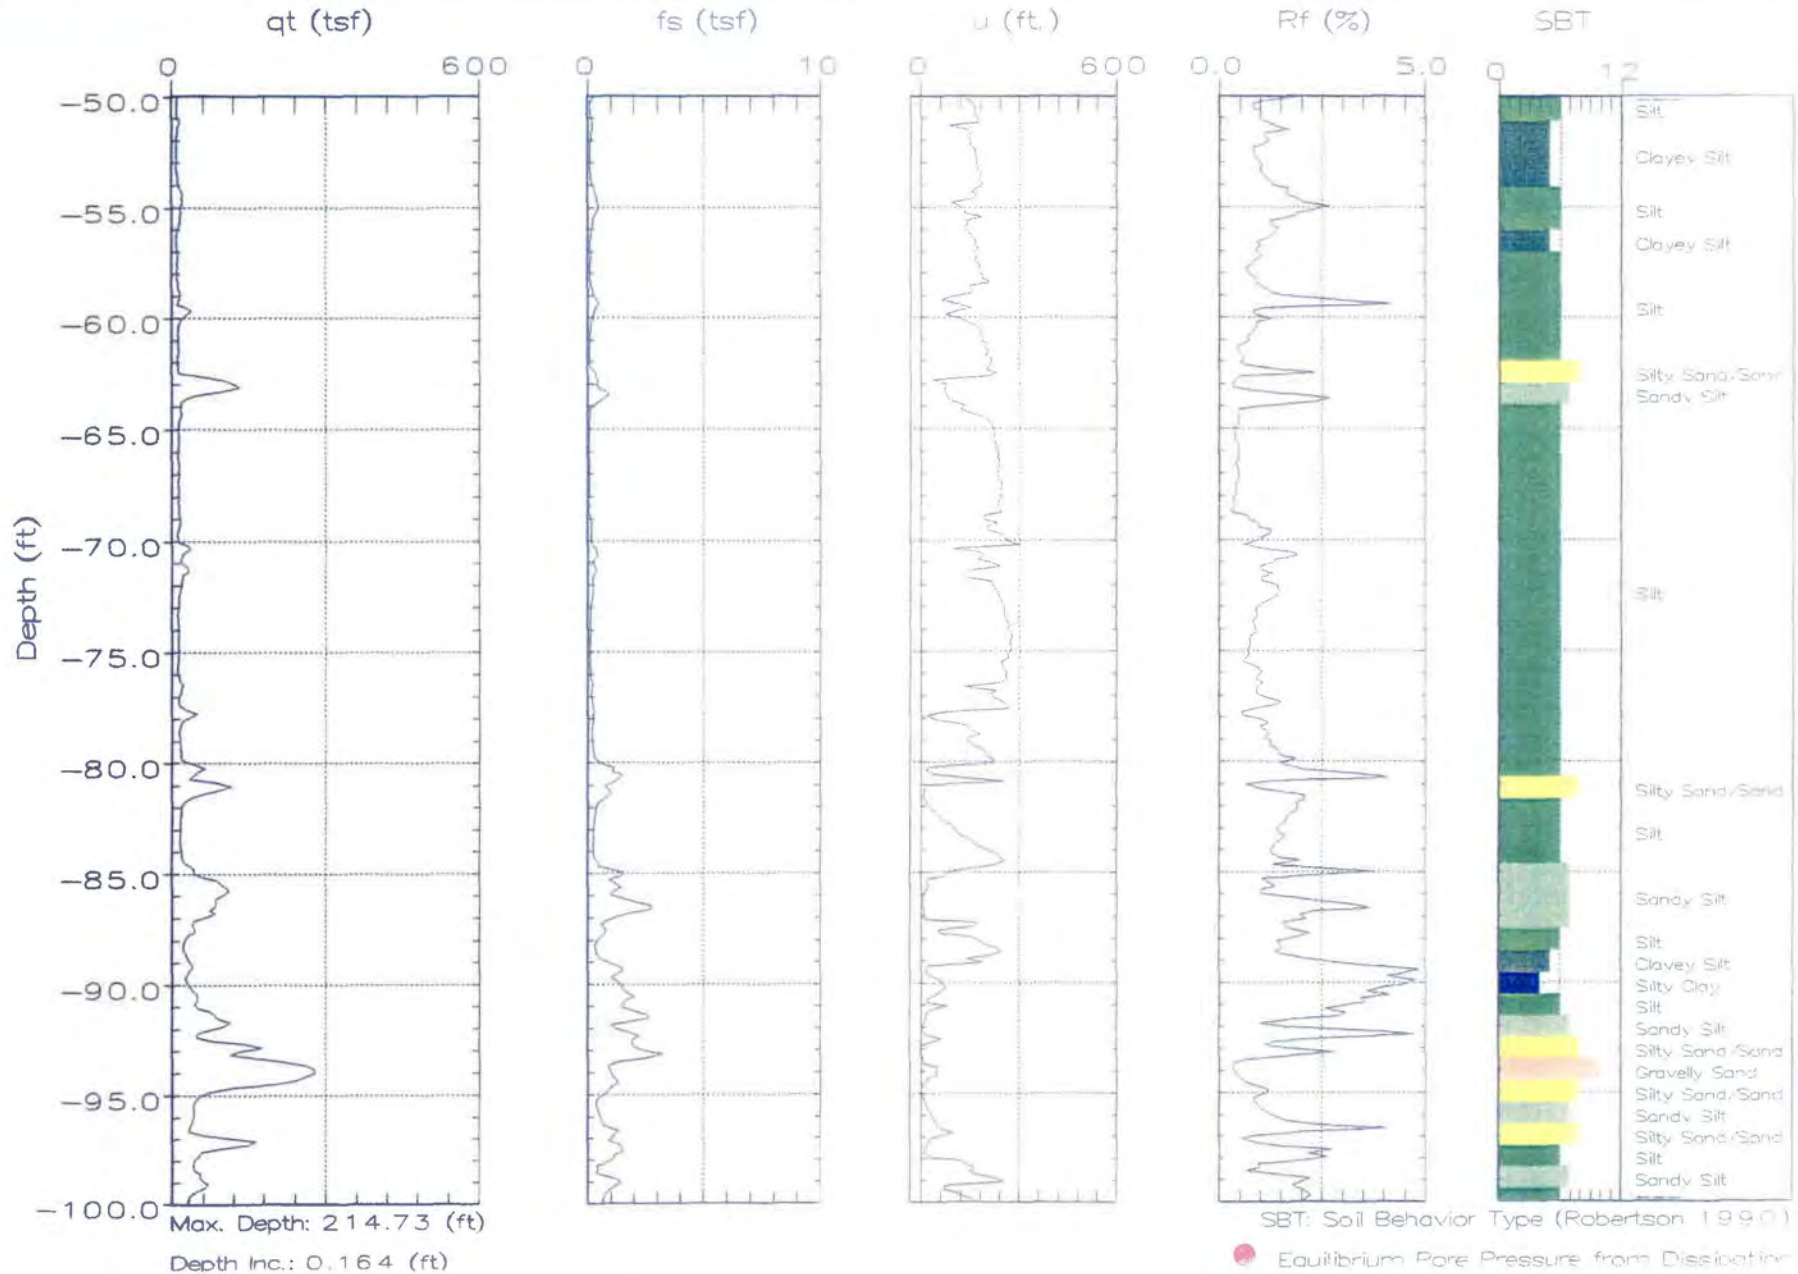 qt (tsf) fs (tsf) u (ft.) Rf (%) SBT
0 600 0 10 0 600 0.0 5.0 0 12
-50.0
-55.0
-60.0
-65.0
-70.0
-75.0
-80.0
-85.0
-90.0
-95.0
-100.0
Depth (ft)
Silt
Clayey Silt
Silt
Clayey Silt
Silt
Silty Sand/Sand
Sandy Silt
Silt
Silty Sand/Sand
Silt
Sandy Silt
Silt
Clayey Silt
Silty Clay
Silt
Sandy Silt
Silty Sand/Sand
Gravelly Sand
Silty Sand/Sand
Sandy Silt
Silty Sand/Sand
Silt
Sandy Silt
Max. Depth: 214.73 (ft)
Depth Inc.: 0.164 (ft)
SBT: Soil Behavior Type (Robertson 1990)
Equilibrium Pore Pressure from Dissipation